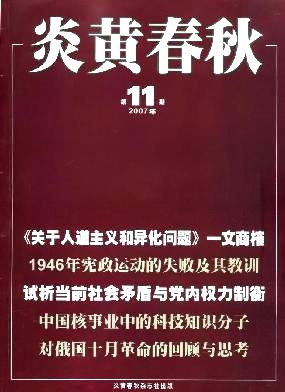 炎黄春秋
第11期
2007年
《关于人道主义和异化问题》一文商榷
1946年宪政运动的失败及其教训
试析当前社会矛盾与党内权力制衡
中国核事业中的科技知识分子
对俄国十月革命的回顾与思考
炎黄春秋杂志社出版